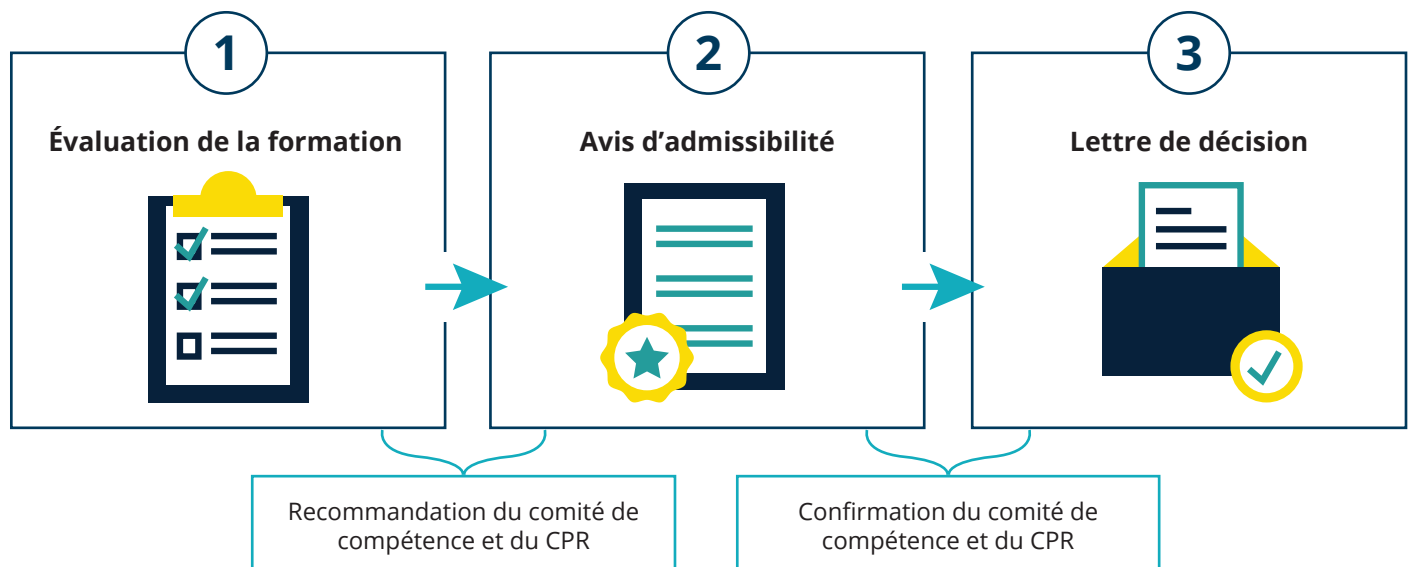 1
Évaluation de la formation
2
Avis d’admissibilité
3
Lettre de décision
Recommandation du comité de
compétence et du CPR
Confirmation du comité de
compétence et du CPR